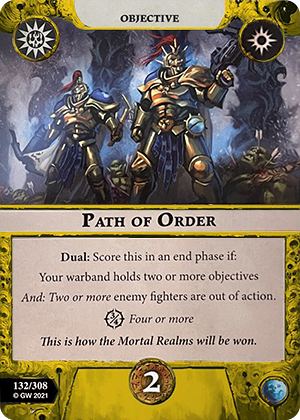 OBJECTIVE
PATH OF ORDER
Dual: Score this in an end phase if:
Your warband holds two or more objectives
And: Two or more enemy fighters are out of action.
Four or more
This is how the Mortal Realms will be won.
132/308
© GW 2021
2